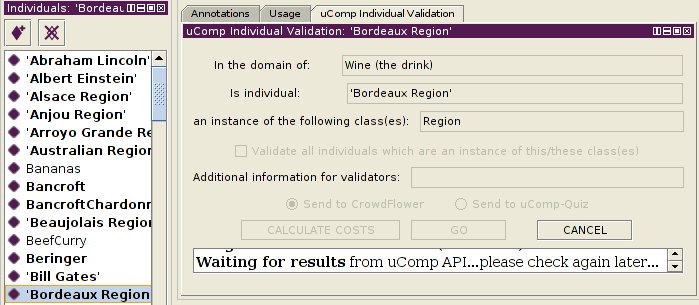 Individuals: 'Bordeau
'Abraham Lincoln'
'Albert Einstein'
'Alsace Region'
'Anjou Region'
'Arroyo Grande Re
'Australian Region
Bananas
Bancroft
BancroftChardonn
'Beaujolais Region
BeefCurry
Beringer
'Bill Gates'
'Bordeaux Region
Annotations Usage uComp Individual Validation
uComp Individual Validation: 'Bordeaux Region'
In the domain of: Wine (the drink)
Is individual: 'Bordeaux Region'
an instance of the following class(es): Region
Validate all individuals which are an instance of this/these class(es)
Additional information for validators:
Send to CrowdFlower Send to uComp-Quiz
CALCULATE COSTS GO CANCEL
Waiting for results from uComp API...please check again later...